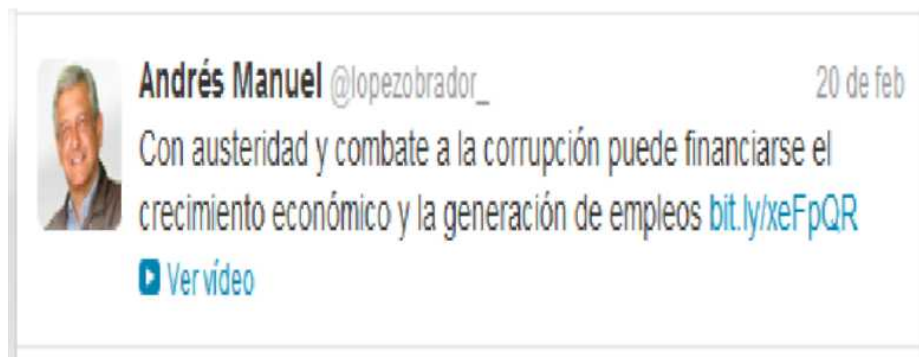 Andrés Manuel @lopezobrador_ 20 de feb
Con austeridad y combate a la corrupción puede financiarse el
crecimiento económico y la generación de empleos bit.ly/xeFpQR
Ver vídeo